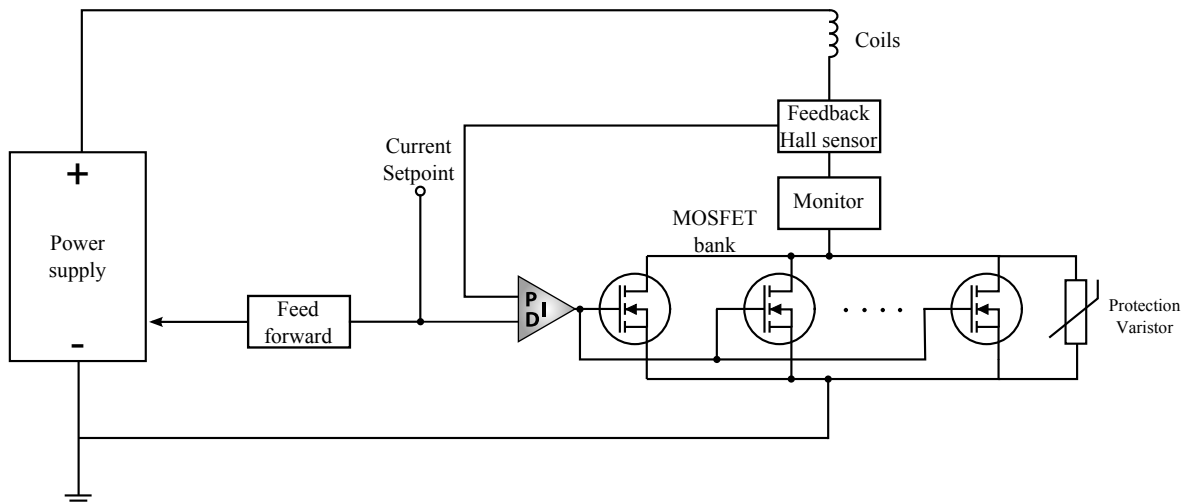 Coils
Feedback
Hall sensor
Current
Setpoint
+
Monitor
MOSFET
bank
Power
supply
P
I
D
Feed
forward
. . . .
Protection
Varistor
-